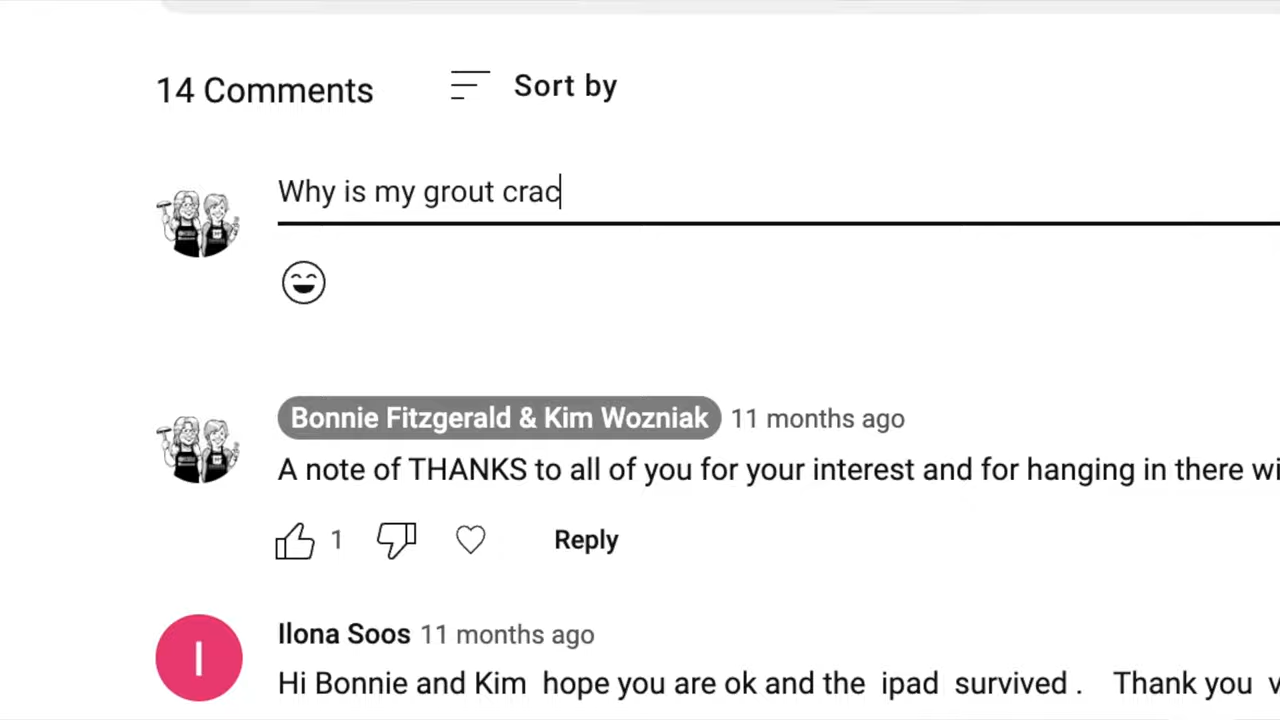 14 Comments
Sort by
Why is my grout crac
Bonnie Fitzgerald & Kim Wozniak 11 months ago
A note of THANKS to all of you for your interest and for hanging in there wi
1
Reply
I
Ilona Soos 11 months ago
Hi Bonnie and Kim hope you are ok and the ipad survived . Thank you v